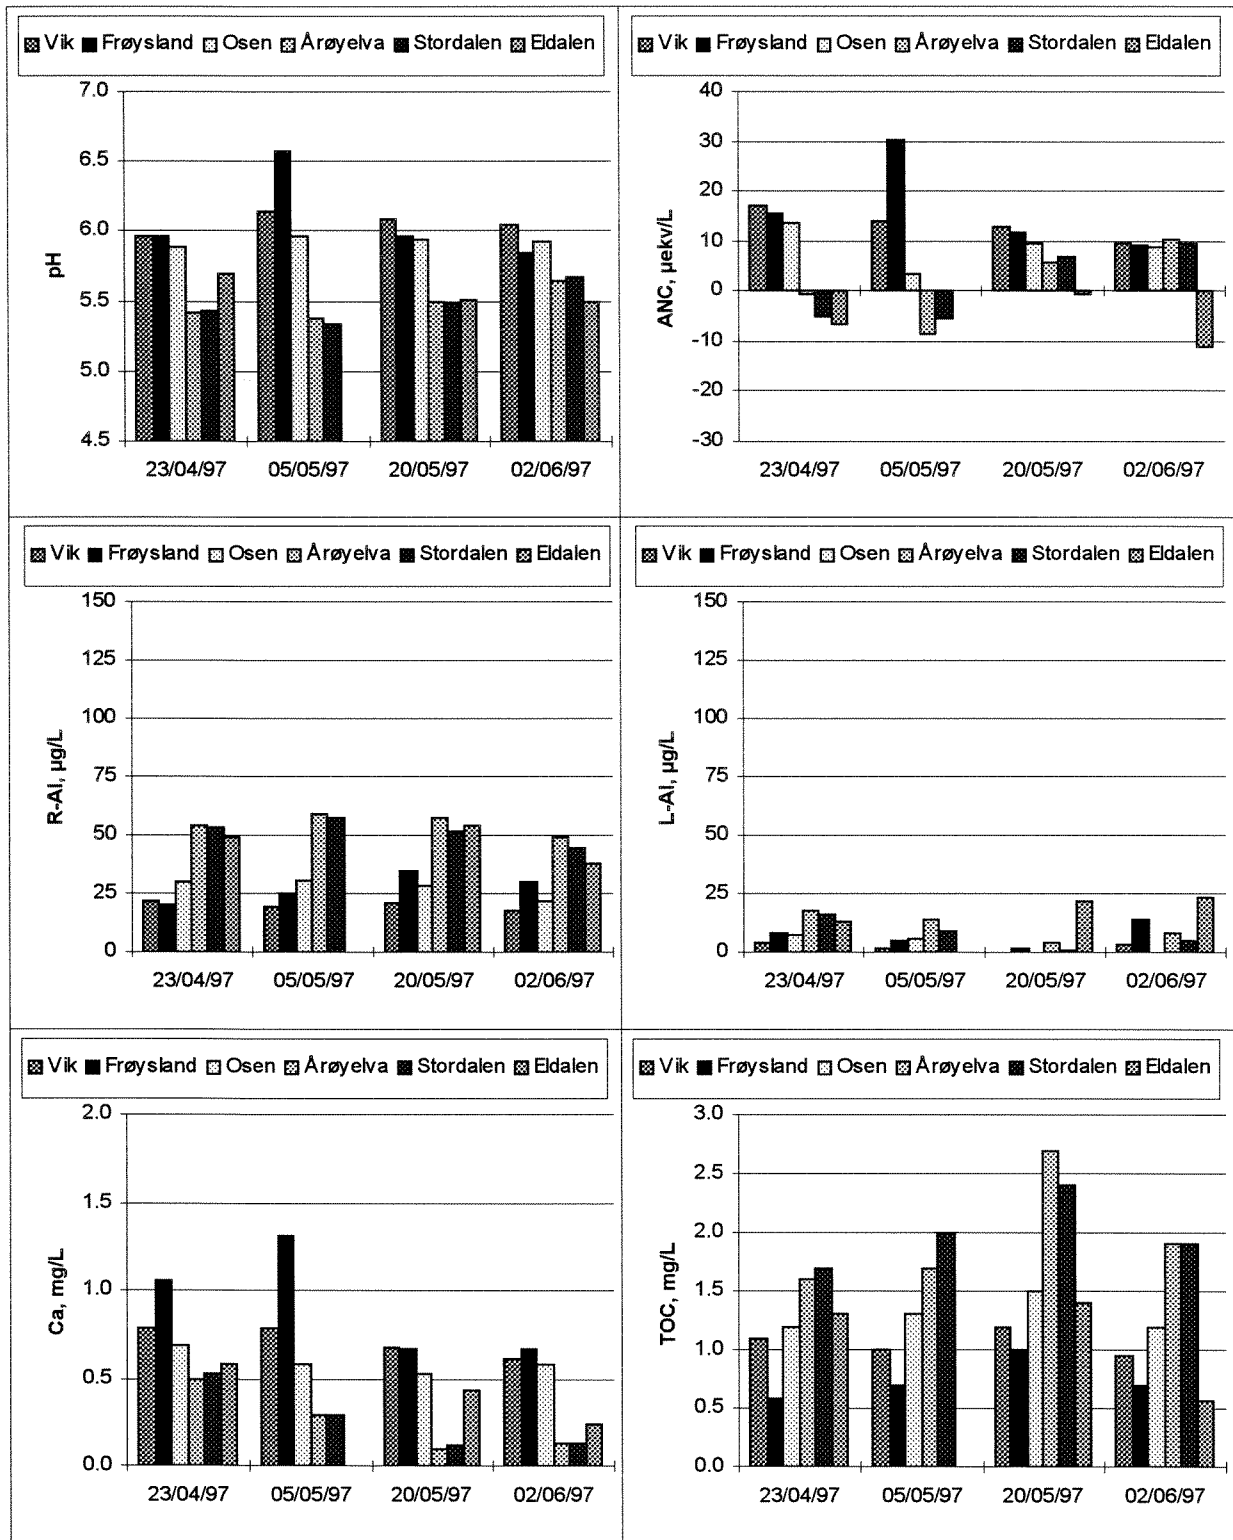 Vik Frøysland Osen Årøyelva Stordalen Eldalen
pH
7.0
6.5
6.0
5.5
5.0
4.5
23/04/97 05/05/97 20/05/97 02/06/97
Vik Frøysland Osen Årøyelva Stordalen Eldalen
ANC, µekv/L
40
30
20
10
0
-10
-20
-30
23/04/97 05/05/97 20/05/97 02/06/97
Vik Frøysland Osen Årøyelva Stordalen Eldalen
R-Al, µg/L
150
125
100
75
50
25
0
23/04/97 05/05/97 20/05/97 02/06/97
Vik Frøysland Osen Årøyelva Stordalen Eldalen
L-Al, µg/L
150
125
100
75
50
25
0
23/04/97 05/05/97 20/05/97 02/06/97
Vik Frøysland Osen Årøyelva Stordalen Eldalen
Ca, mg/L
2.0
1.5
1.0
0.5
0.0
23/04/97 05/05/97 20/05/97 02/06/97
Vik Frøysland Osen Årøyelva Stordalen Eldalen
TOC, mg/L
3.0
2.5
2.0
1.5
1.0
0.5
0.0
23/04/97 05/05/97 20/05/97 02/06/97